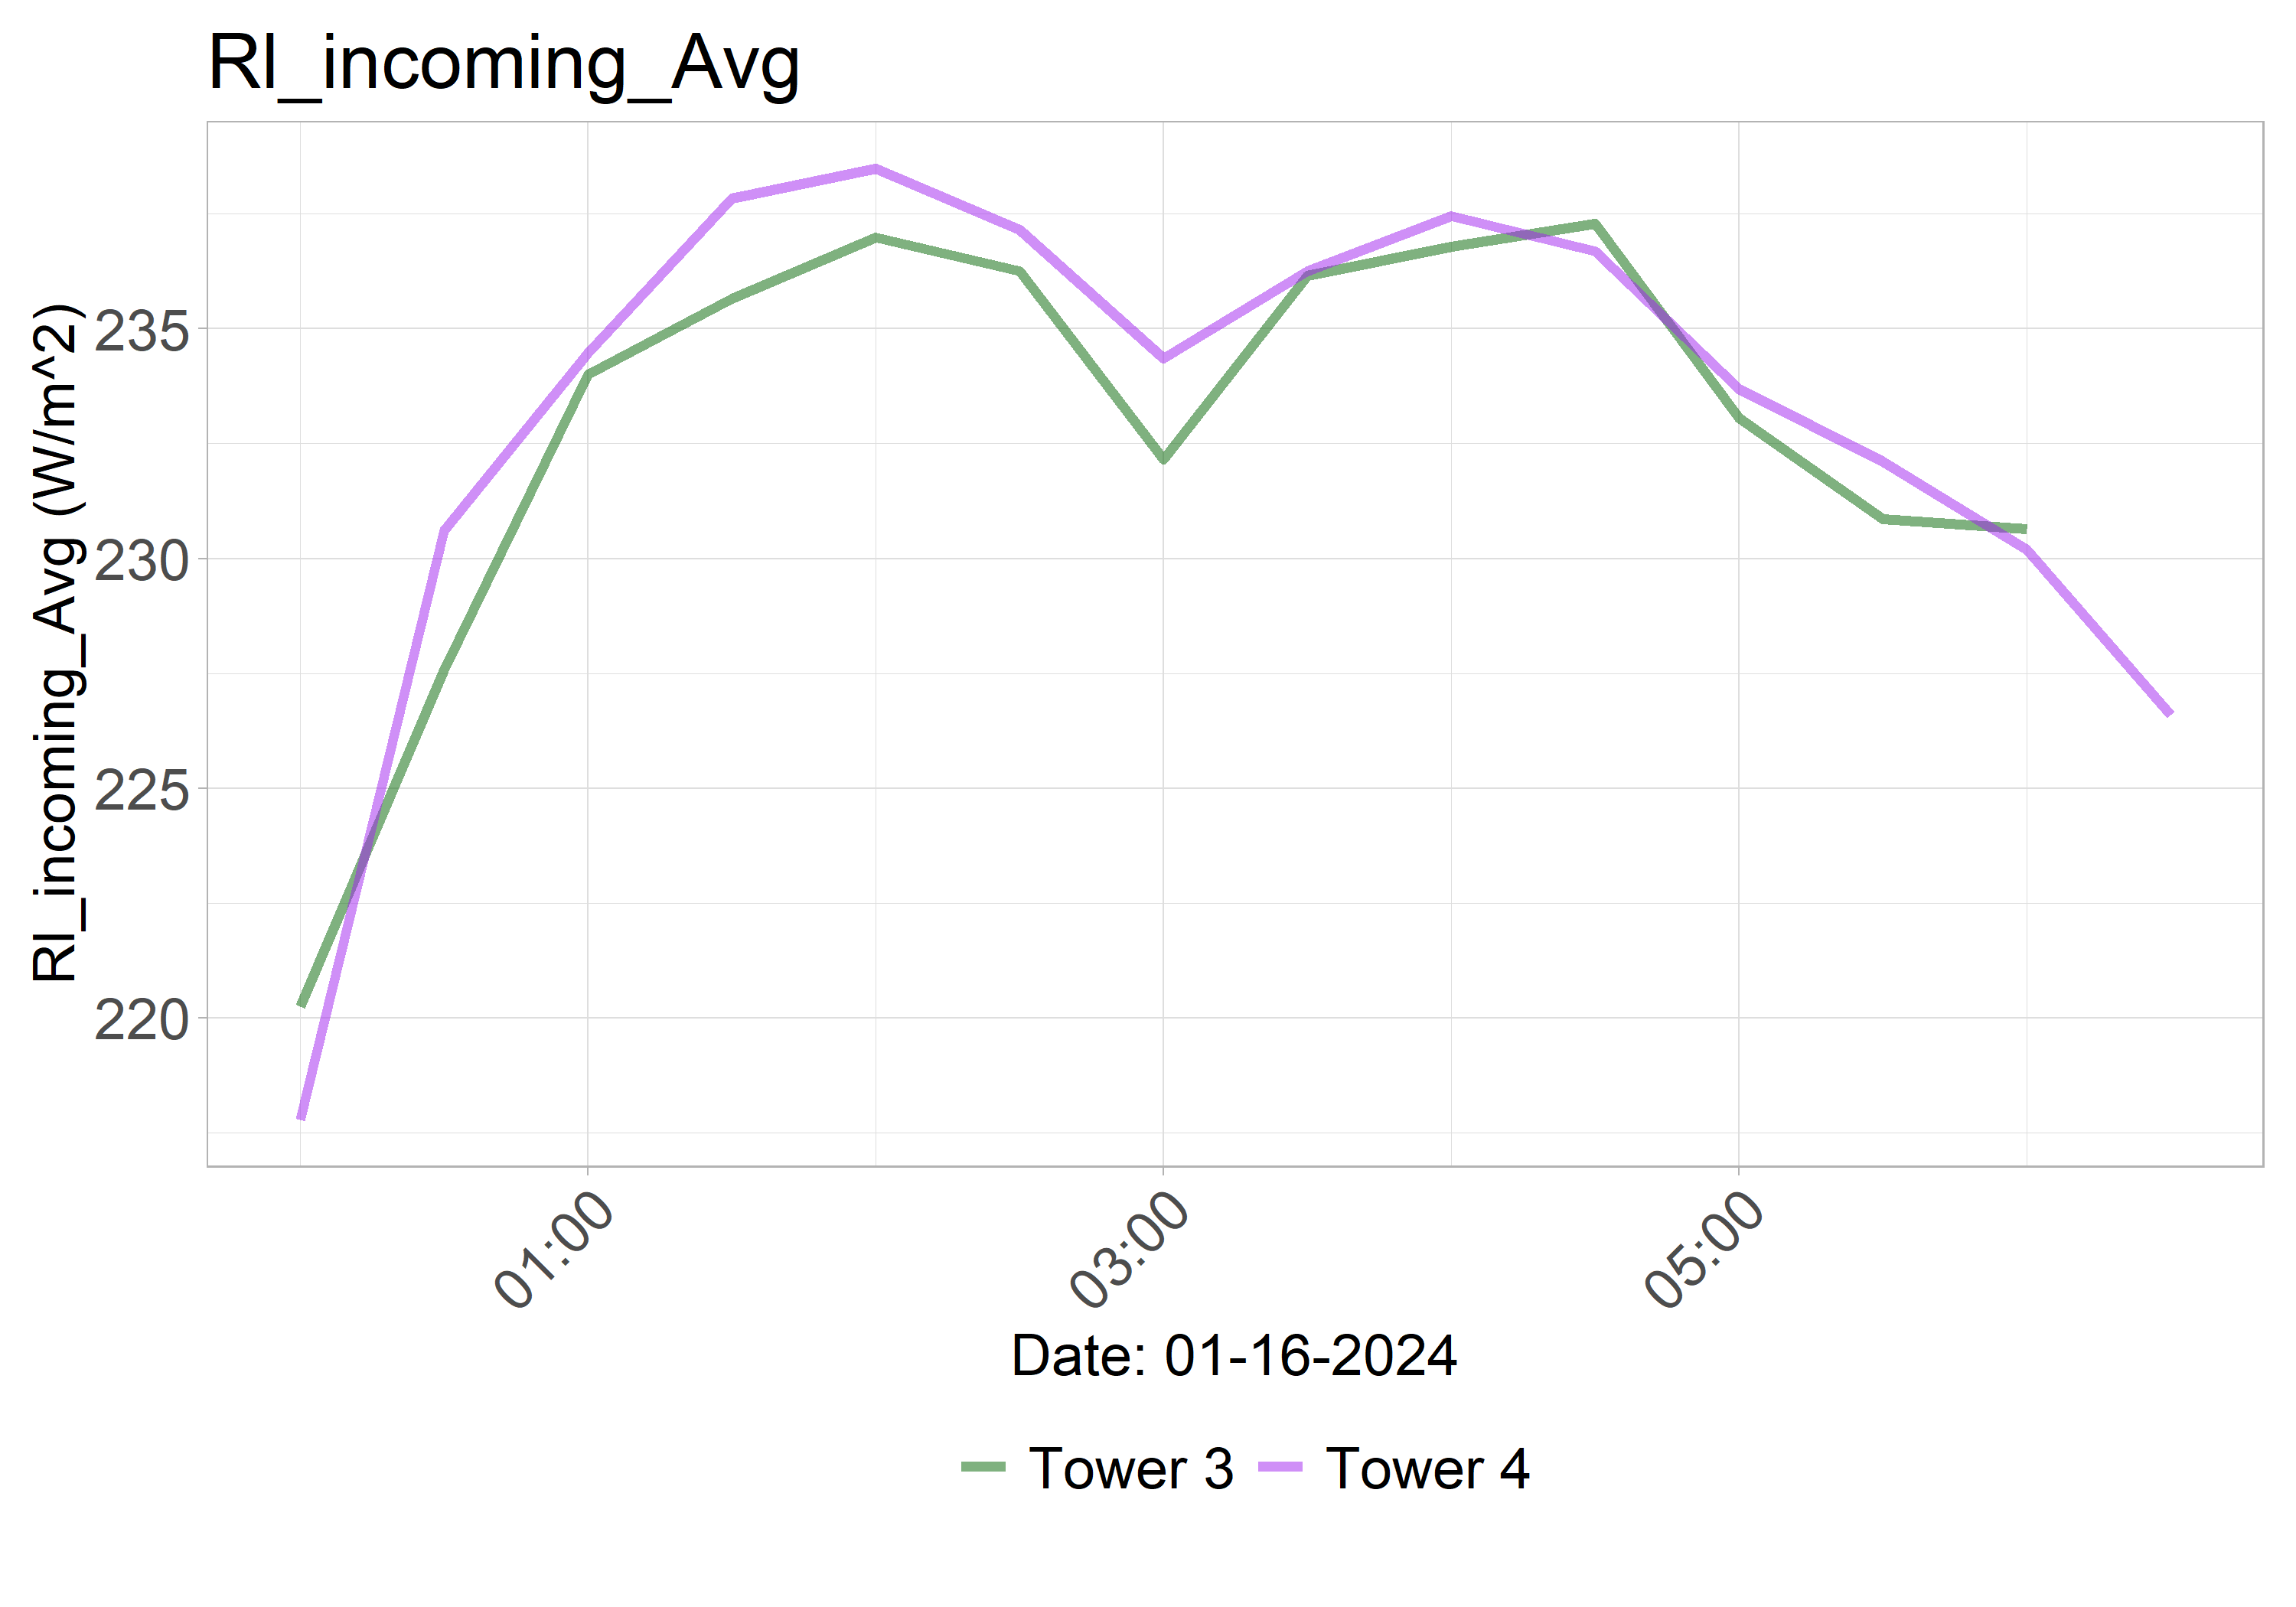 Rl_incoming_Avg
Rl_incoming_Avg (W/m^2)
235
230
225
220
01:00
03:00
05:00
Date: 01-16-2024
Tower 3
Tower 4